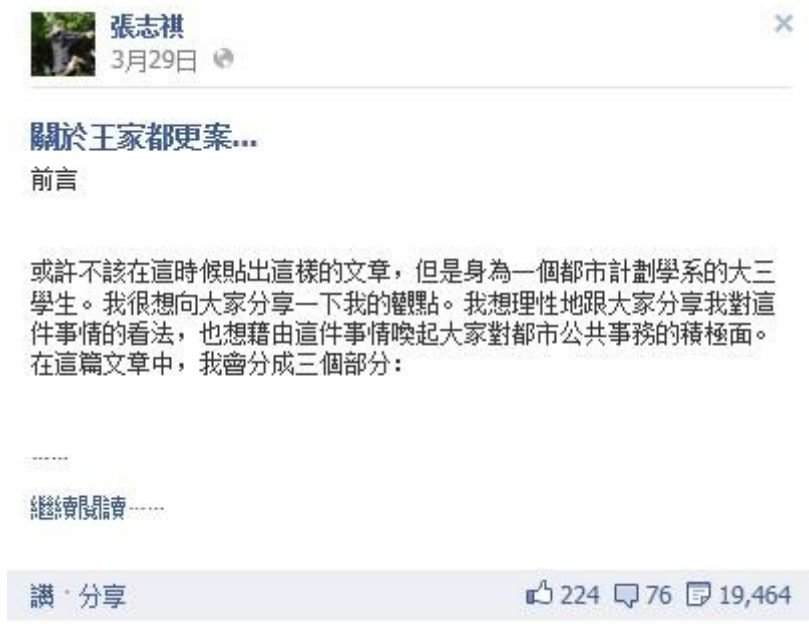 張志祺
3月29日
關於王家都更案...
前言
或許不該在這時候貼出這樣的文章，但是身為一個都市計劃學系的大三
學生。我很想向大家分享一下我的觀點。我想理性地跟大家分享我對這
件事情的看法，也想藉由這件事情喚起大家對都市公共事務的積極面。
在這篇文章中，我會分成三個部分：
......
繼續閱讀......
讚 · 分享 224 76 19,464